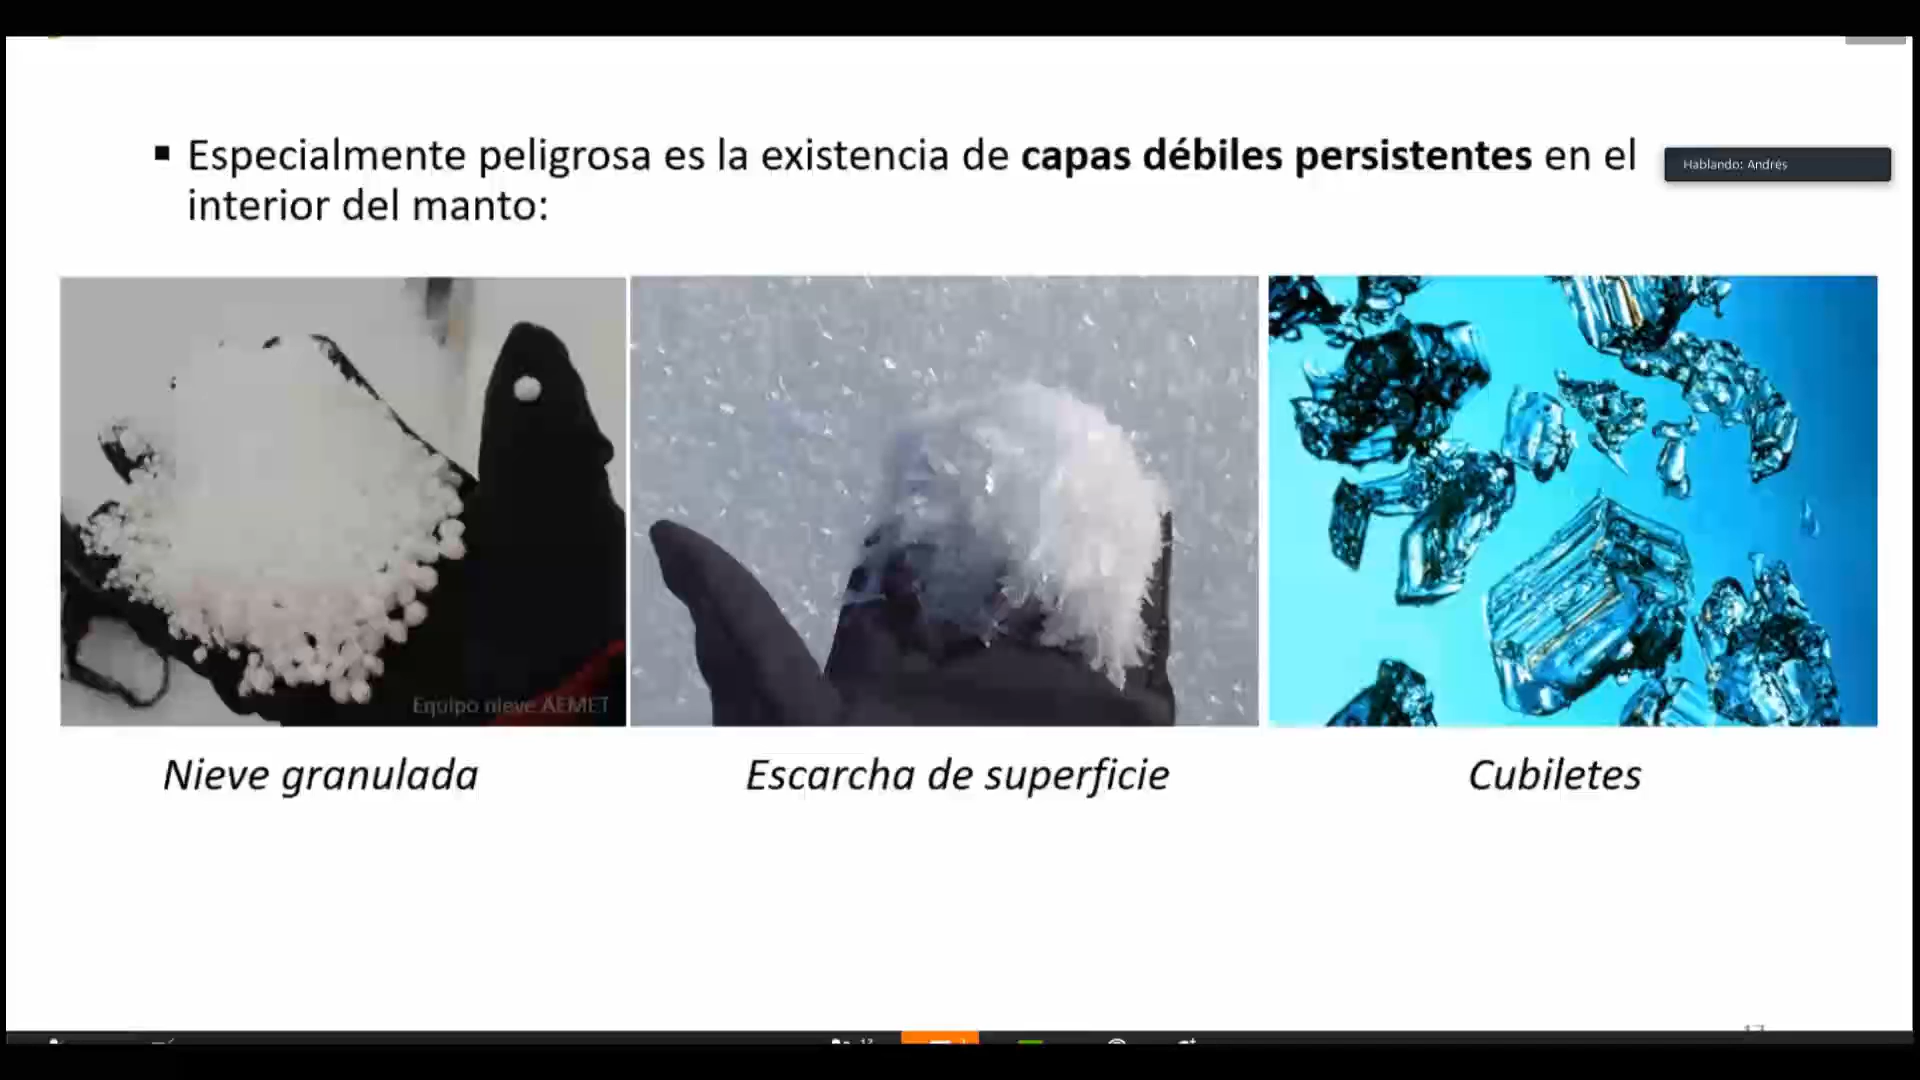 ▪ Especialmente peligrosa es la existencia de capas débiles persistentes en el
interior del manto:
Hablando: Andrés
Equipo nieve AEMET
Nieve granulada
Escarcha de superficie
Cubiletes